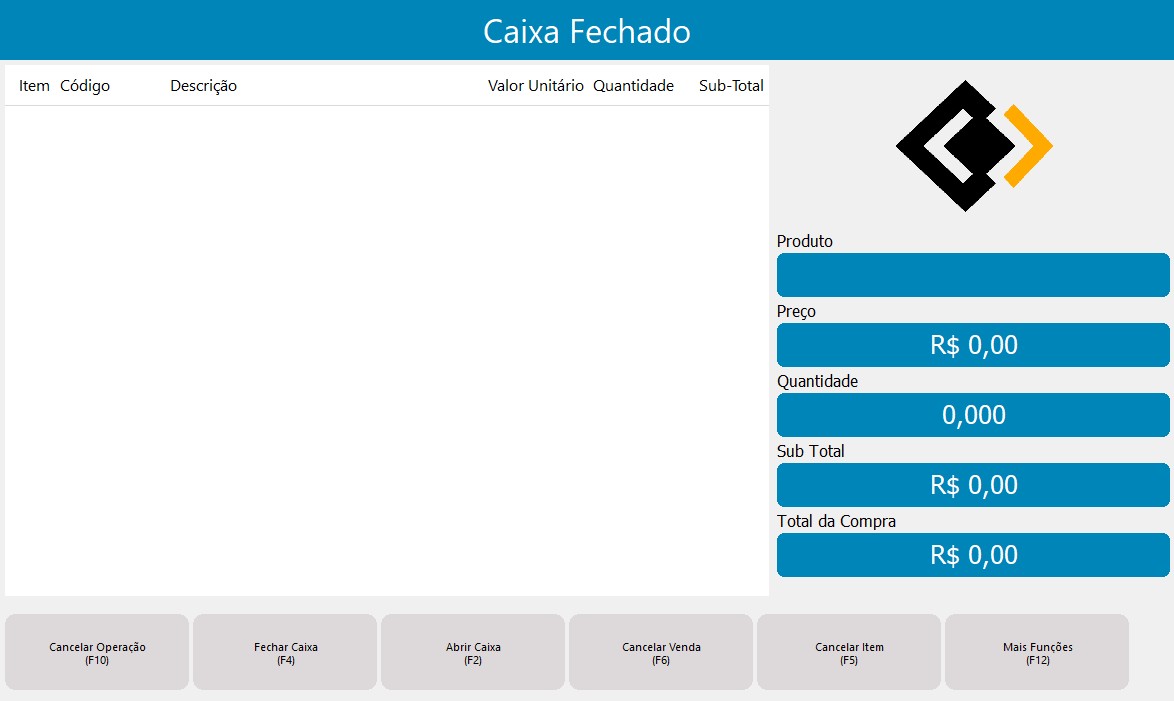 Caixa Fechado
Item Código Descrição Valor Unitário Quantidade Sub-Total
Produto
Preço
R$ 0,00
Quantidade
0,000
Sub Total
R$ 0,00
Total da Compra
R$ 0,00
Cancelar Operação
(F10)
Fechar Caixa
(F4)
Abrir Caixa
(F2)
Cancelar Venda
(F6)
Cancelar Item
(F5)
Mais Funções
(F12)